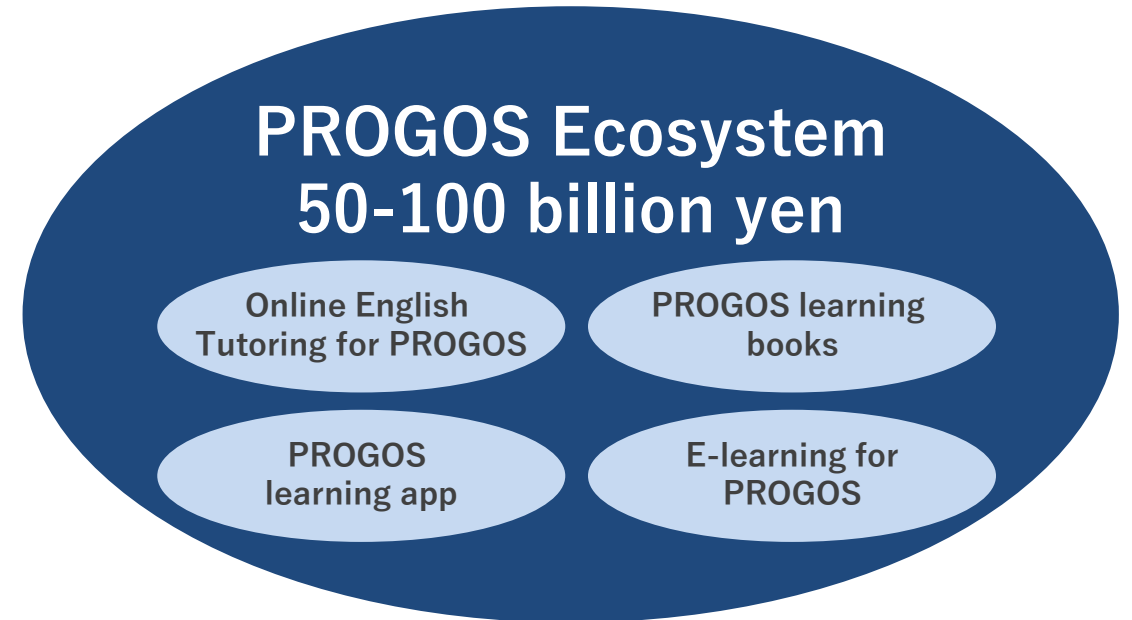 PROGOS Ecosystem
50-100 billion yen
Online English
Tutoring for PROGOS
PROGOS learning
books
PROGOS
learning app
E-learning for
PROGOS